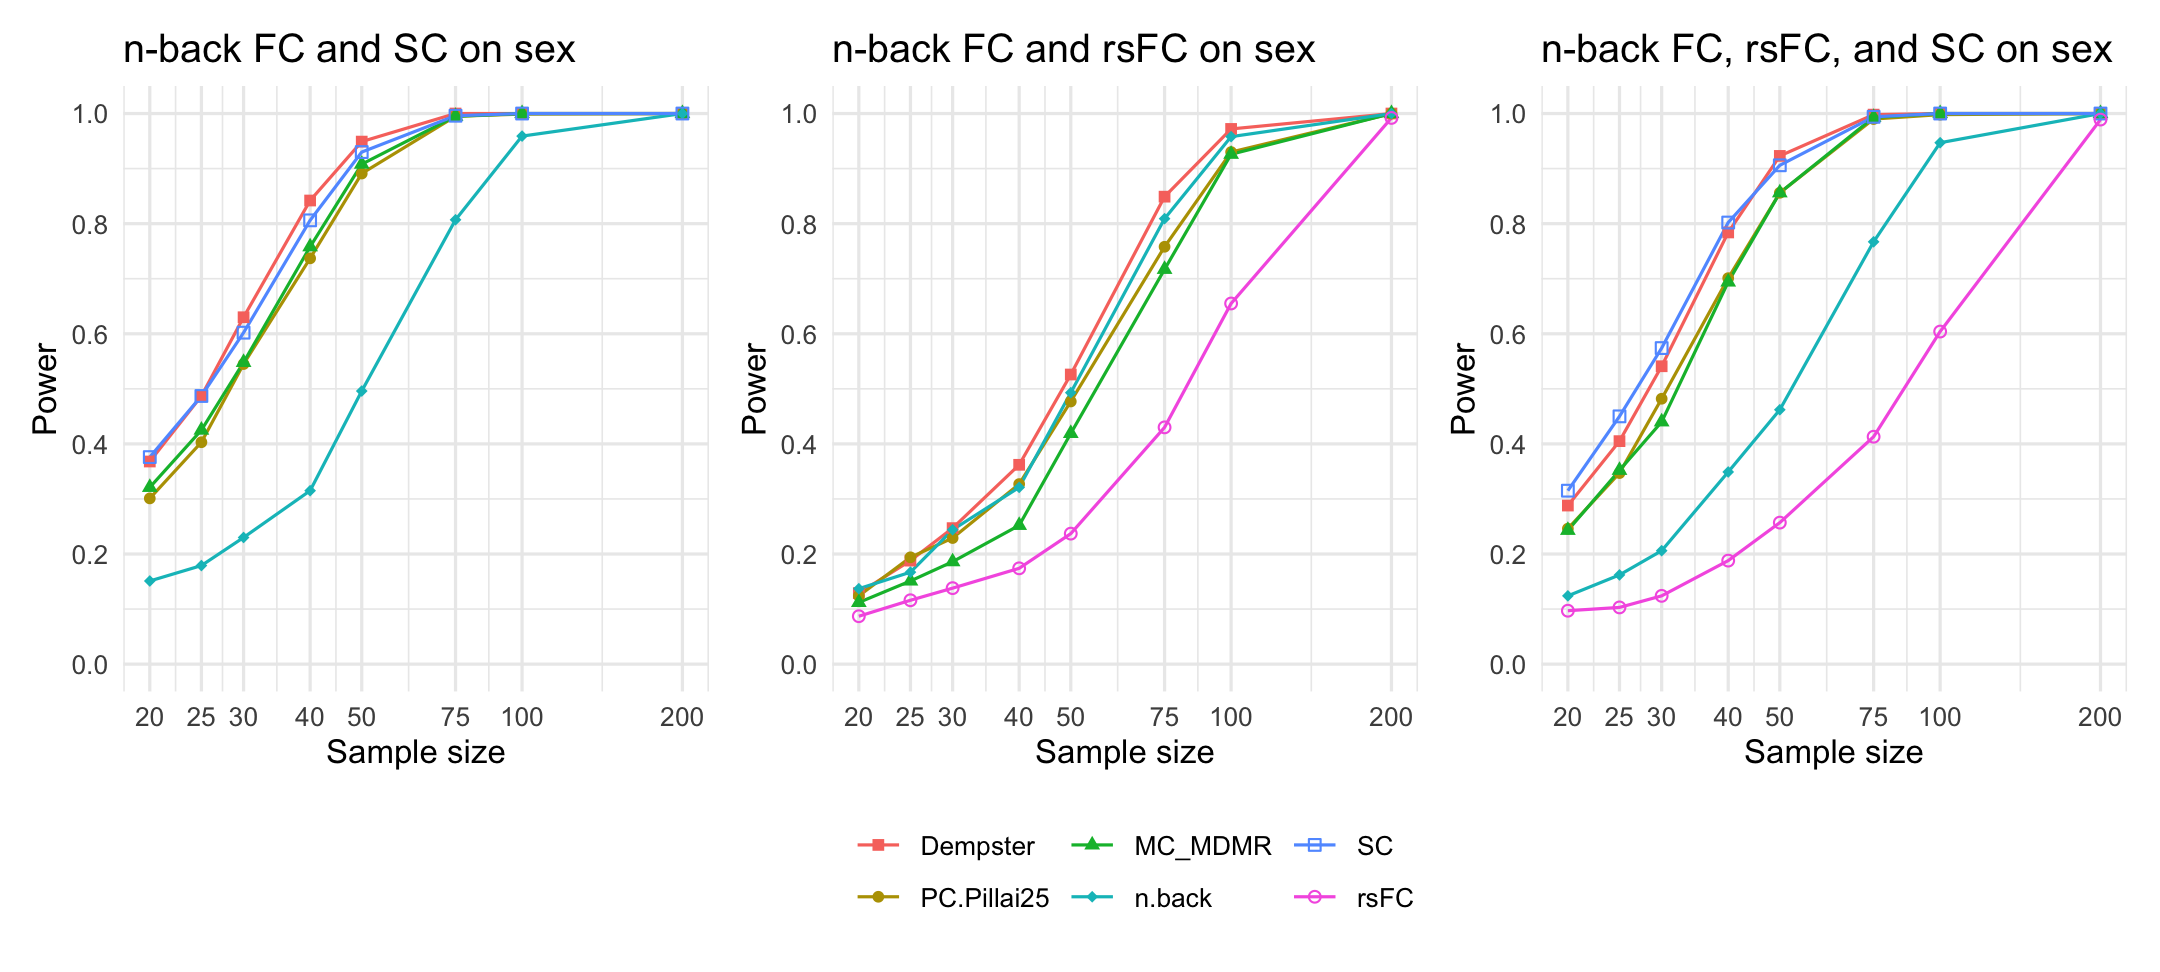 n-back FC and SC on sex
n-back FC and rsFC on sex
n-back FC, rsFC, and SC on sex
Power
1.0
0.8
0.6
0.4
0.2
0.0
20 25 30 40 50 75 100 200
Sample size
Power
1.0
0.8
0.6
0.4
0.2
0.0
20 25 30 40 50 75 100 200
Sample size
Power
1.0
0.8
0.6
0.4
0.2
0.0
20 25 30 40 50 75 100 200
Sample size
Dempster MC_MDMR SC
PC.Pillai25 n.back rsFC